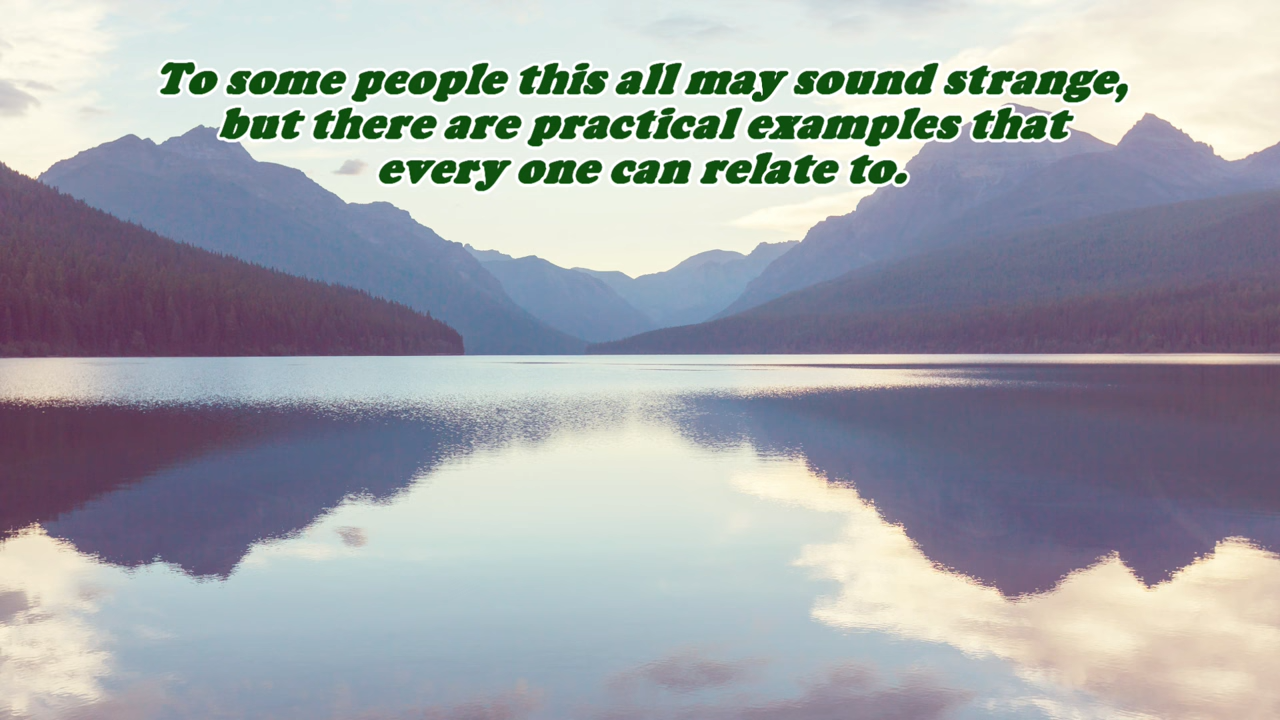 To some people this all may sound strange,
but there are practical examples that
every one can relate to.